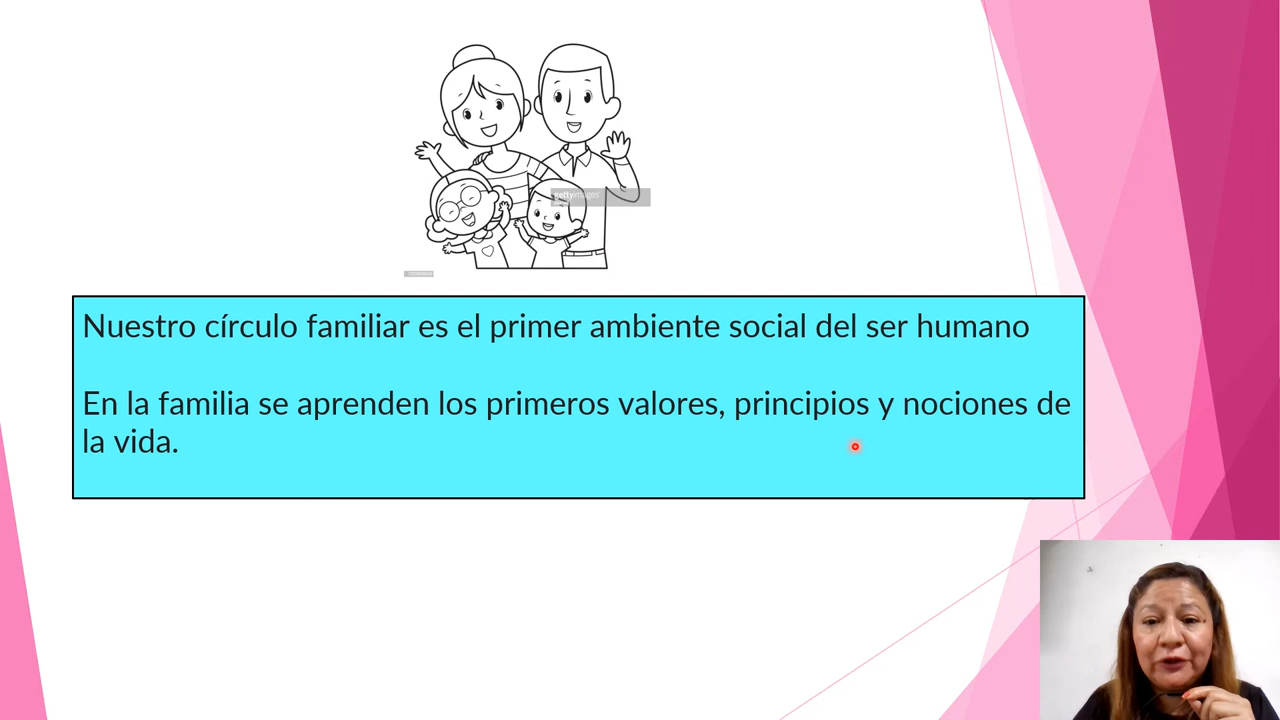 gettyimages
Nuestro círculo familiar es el primer ambiente social del ser humano
En la familia se aprenden los primeros valores, principios y nociones de
la vida.